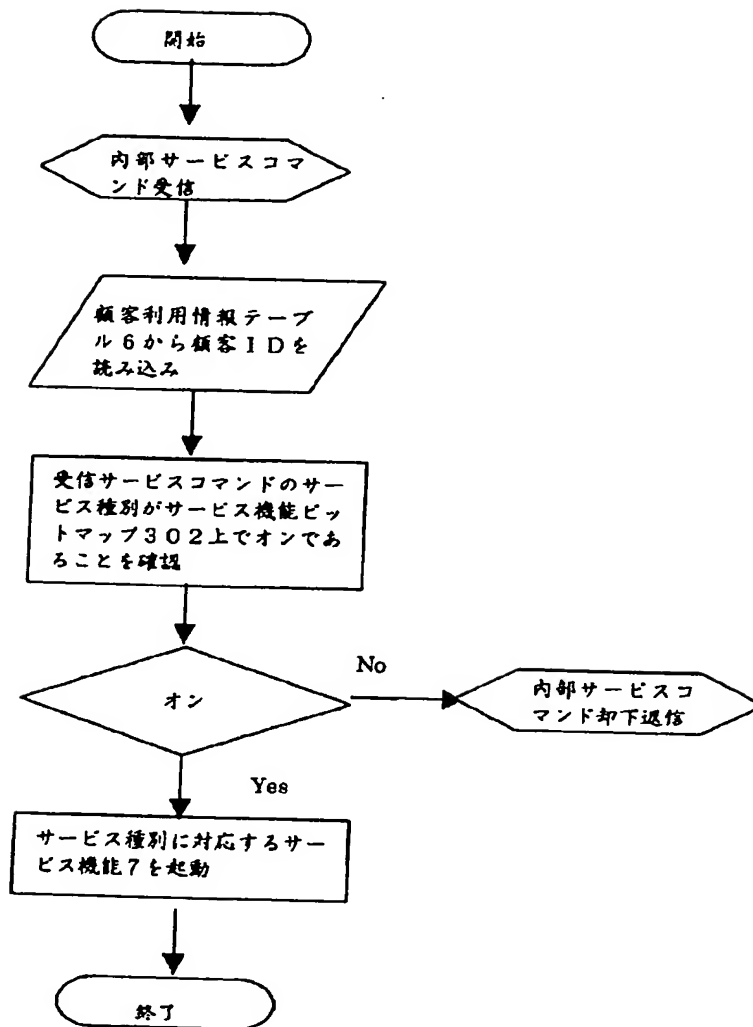 開始
内部サービスコマ
ンド受信
顧客利用情報テーブ
ル6から顧客IDを
読み込み
受信サービスコマンドのサー
ビス種別がサービス機能ビッ
トマップ302上でオンであ
ることを確認
オン
No
内部サービスコ
マンド却下返信
Yes
サービス種別に対応するサー
ビス機能7を起動
終了